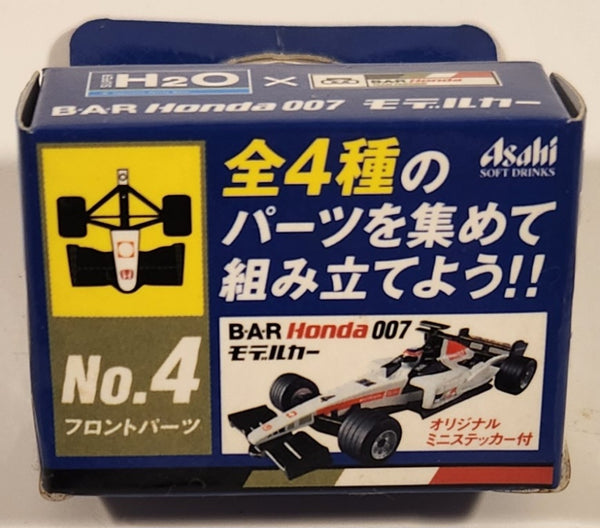 SUPER H2O × BAR Honda
B·A·R Honda 007 モデルカー
Asahi
SOFT DRINKS
全4種の
パーツを集めて
組み立てよう!!
No.4
フロントパーツ
B·A·R Honda 007
モデルカー
オリジナル
ミニステッカー付